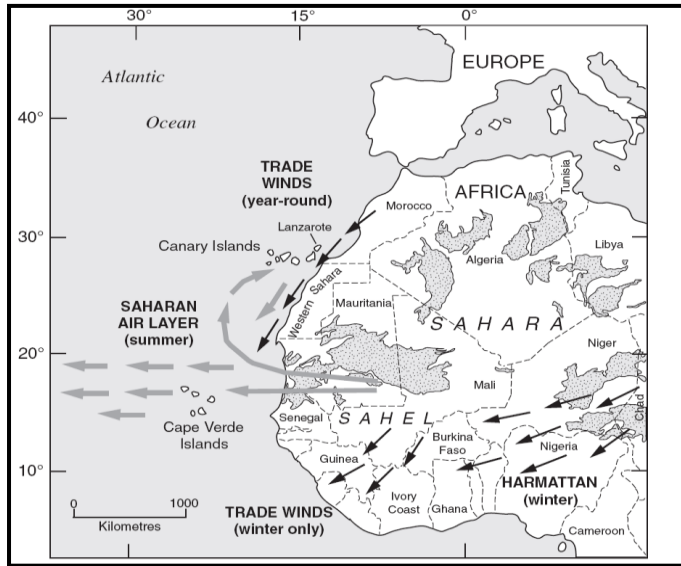 30°
15°
0°
EUROPE
Atlantic
Ocean
40°
TRADE
WINDS
(year-round)
AFRICA
Tunisia
Morocco
Lanzarote
30°
Canary Islands
Algeria
Libya
Western Sahara
Mauritania
SAHARAN
AIR LAYER
(summer)
SAHARA
20°
Niger
Mali
Chad
Senegal
SAHEL
Cape Verde
Islands
Burkina
Faso
Nigeria
Guinea
10°
HARMATTAN
(winter)
0
1000
Kilometres
TRADE WINDS
(winter only)
Ivory
Coast
Ghana
Cameroon